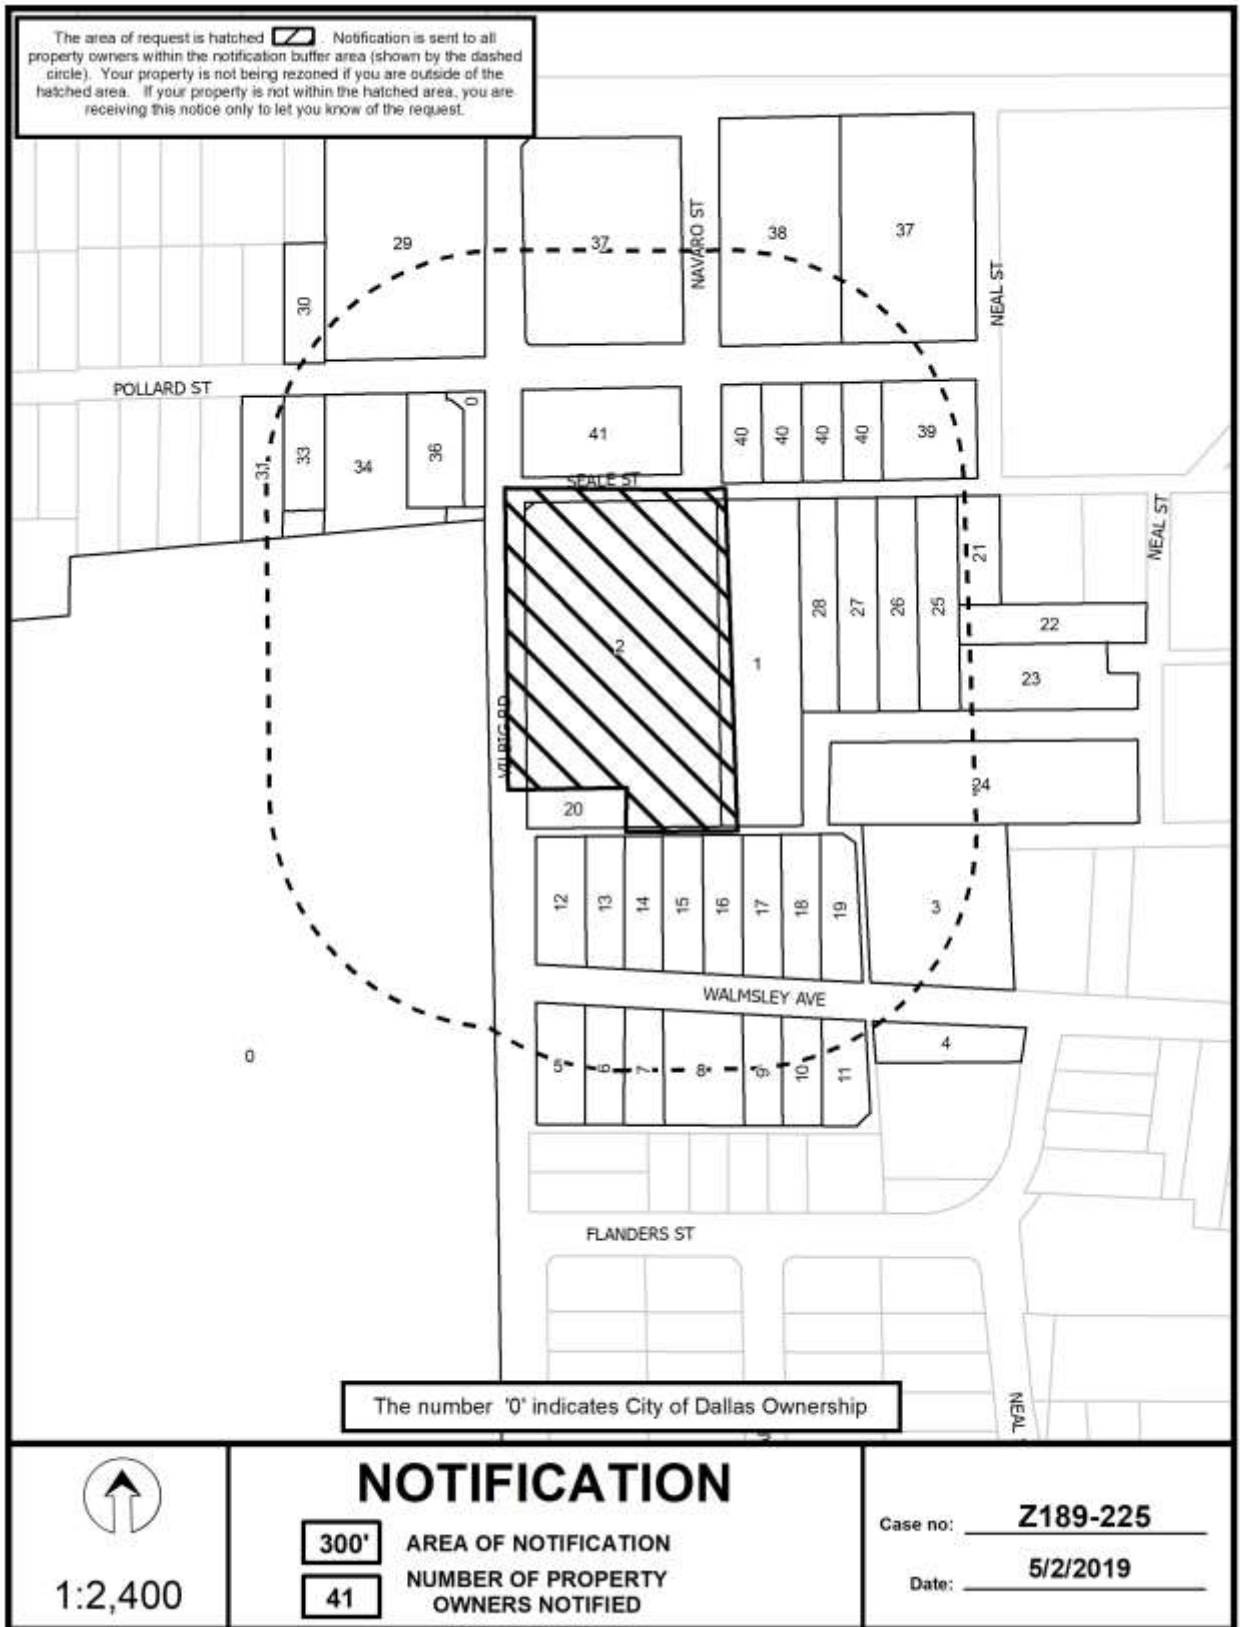 The area of request is hatched . Notification is sent to all
property owners within the notification buffer area (shown by the dashed
circle). Your property is not being rezoned if you are outside of the
hatched area. If your property is not within the hatched area, you are
receiving this notice only to let you know of the request.
29
37
NAVARO ST
38
37
NEAL ST
30
POLLARD ST
0
41
40
40
40
40
39
31
33
34
36
SEALE ST
NEAL ST
21
2
1
28
27
26
25
22
23
VILBIG RD
20
24
12
13
14
15
16
17
18
19
3
WALMSLEY AVE
0
5
6
7
8
9
10
11
4
FLANDERS ST
NEAL
The number '0' indicates City of Dallas Ownership
1:2,400
NOTIFICATION
300' AREA OF NOTIFICATION
41 NUMBER OF PROPERTY
OWNERS NOTIFIED
Case no: Z189-225
Date: 5/2/2019